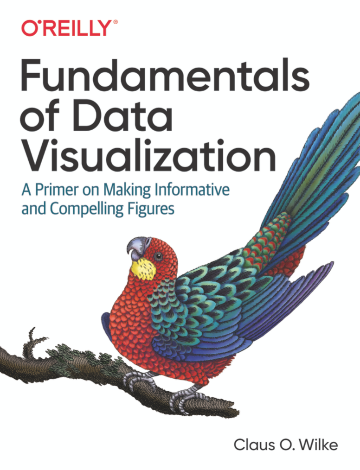 O'REILLY®
Fundamentals
of Data
Visualization
A Primer on Making Informative
and Compelling Figures
Claus O. Wilke